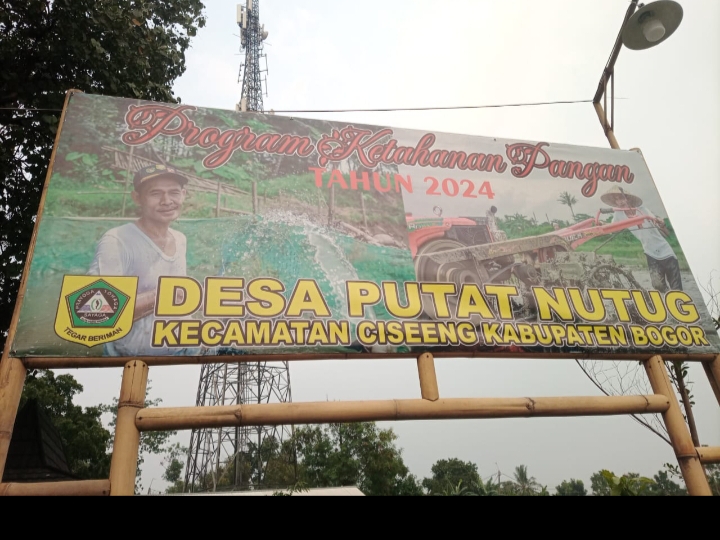 Program Ketahanan Pangan
TAHUN 2024
DESA PUTAT NUTUG
KECAMATAN CISEENG KABUPATEN BOGOR
TEGAR BERIMAN